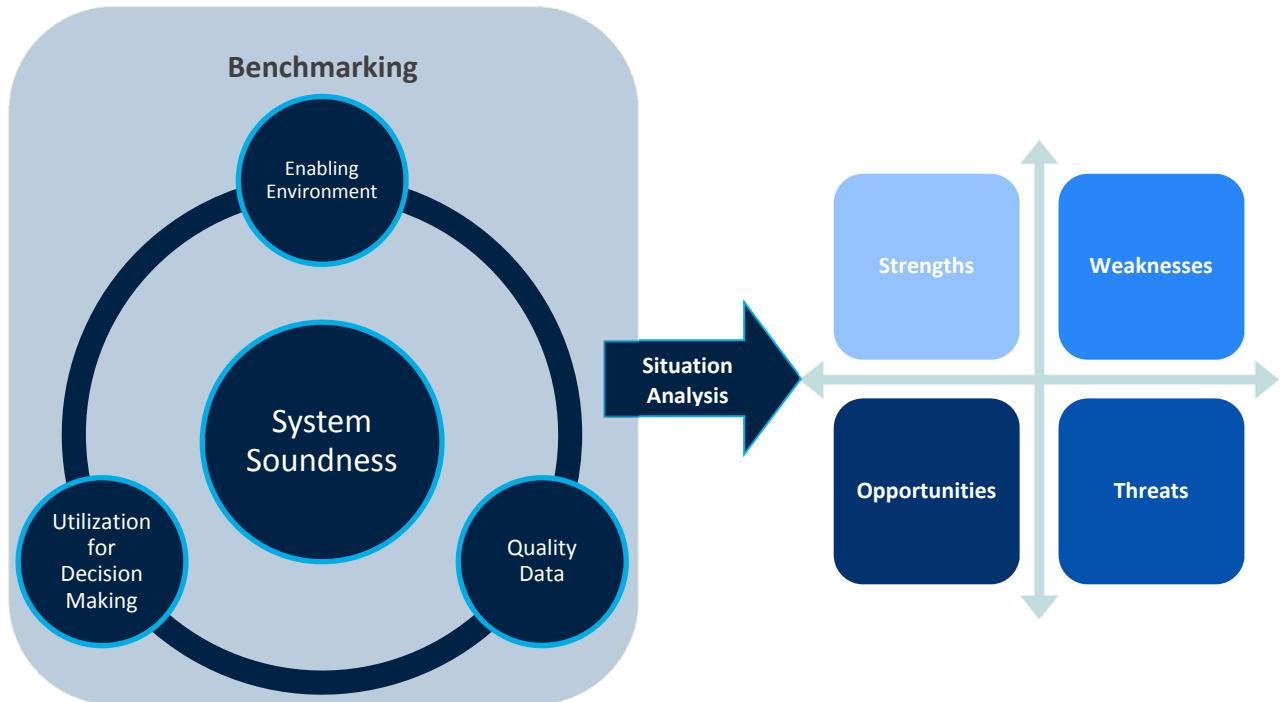 Benchmarking
Enabling
Environment
System
Soundness
Utilization
for
Decision
Making
Quality
Data
Situation
Analysis
Strengths
Weaknesses
Opportunities
Threats